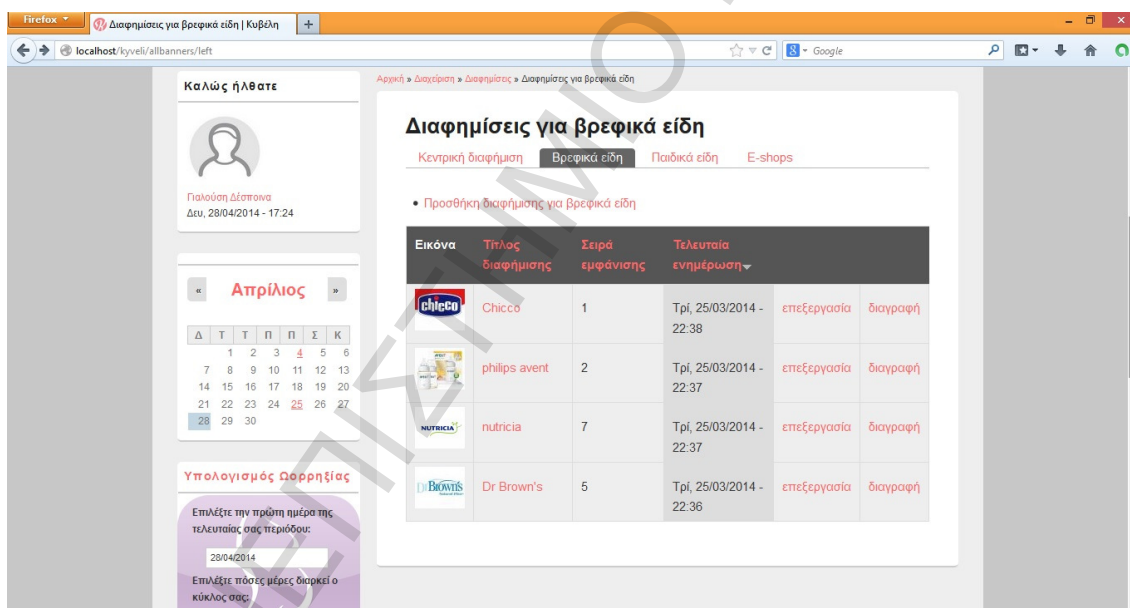 Firefox
Διαφημίσεις για βρεφικά είδη | Κυβέλη
localhost/kyveli/allbanners/left
Google
Καλώς ήλθατε
Γιαλούση Δέσποινα
Δευ, 28/04/2014 - 17:24
« Απρίλιος »
Δ Τ Τ Π Π Σ Κ
1 2 3 4 5 6
7 8 9 10 11 12 13
14 15 16 17 18 19 20
21 22 23 24 25 26 27
28 29 30
Υπολογισμός Ωορρηξίας
Επιλέξτε την πρώτη ημέρα της
τελευταίας σας περιόδου:
28/04/2014
Επιλέξτε πόσες μέρες διαρκεί ο
κύκλος σας:
Αρχική » Διαχείριση » Διαφημίσεις » Διαφημίσεις για βρεφικά είδη
Διαφημίσεις για βρεφικά είδη
Κεντρική διαφήμιση Βρεφικά είδη Παιδικά είδη E-shops
Προσθήκη διαφήμισης για βρεφικά είδη
Εικόνα Τίτλος διαφήμισης Σειρά εμφάνισης Τελευταία ενημέρωση
chicco Chicco 1 Τρί, 25/03/2014 - 22:38 επεξεργασία διαγραφή
philips avent 2 Τρί, 25/03/2014 - 22:37 επεξεργασία διαγραφή
NUTRICIA nutricia 7 Τρί, 25/03/2014 - 22:37 επεξεργασία διαγραφή
Dr Brown's Dr Brown's 5 Τρί, 25/03/2014 - 22:36 επεξεργασία διαγραφή